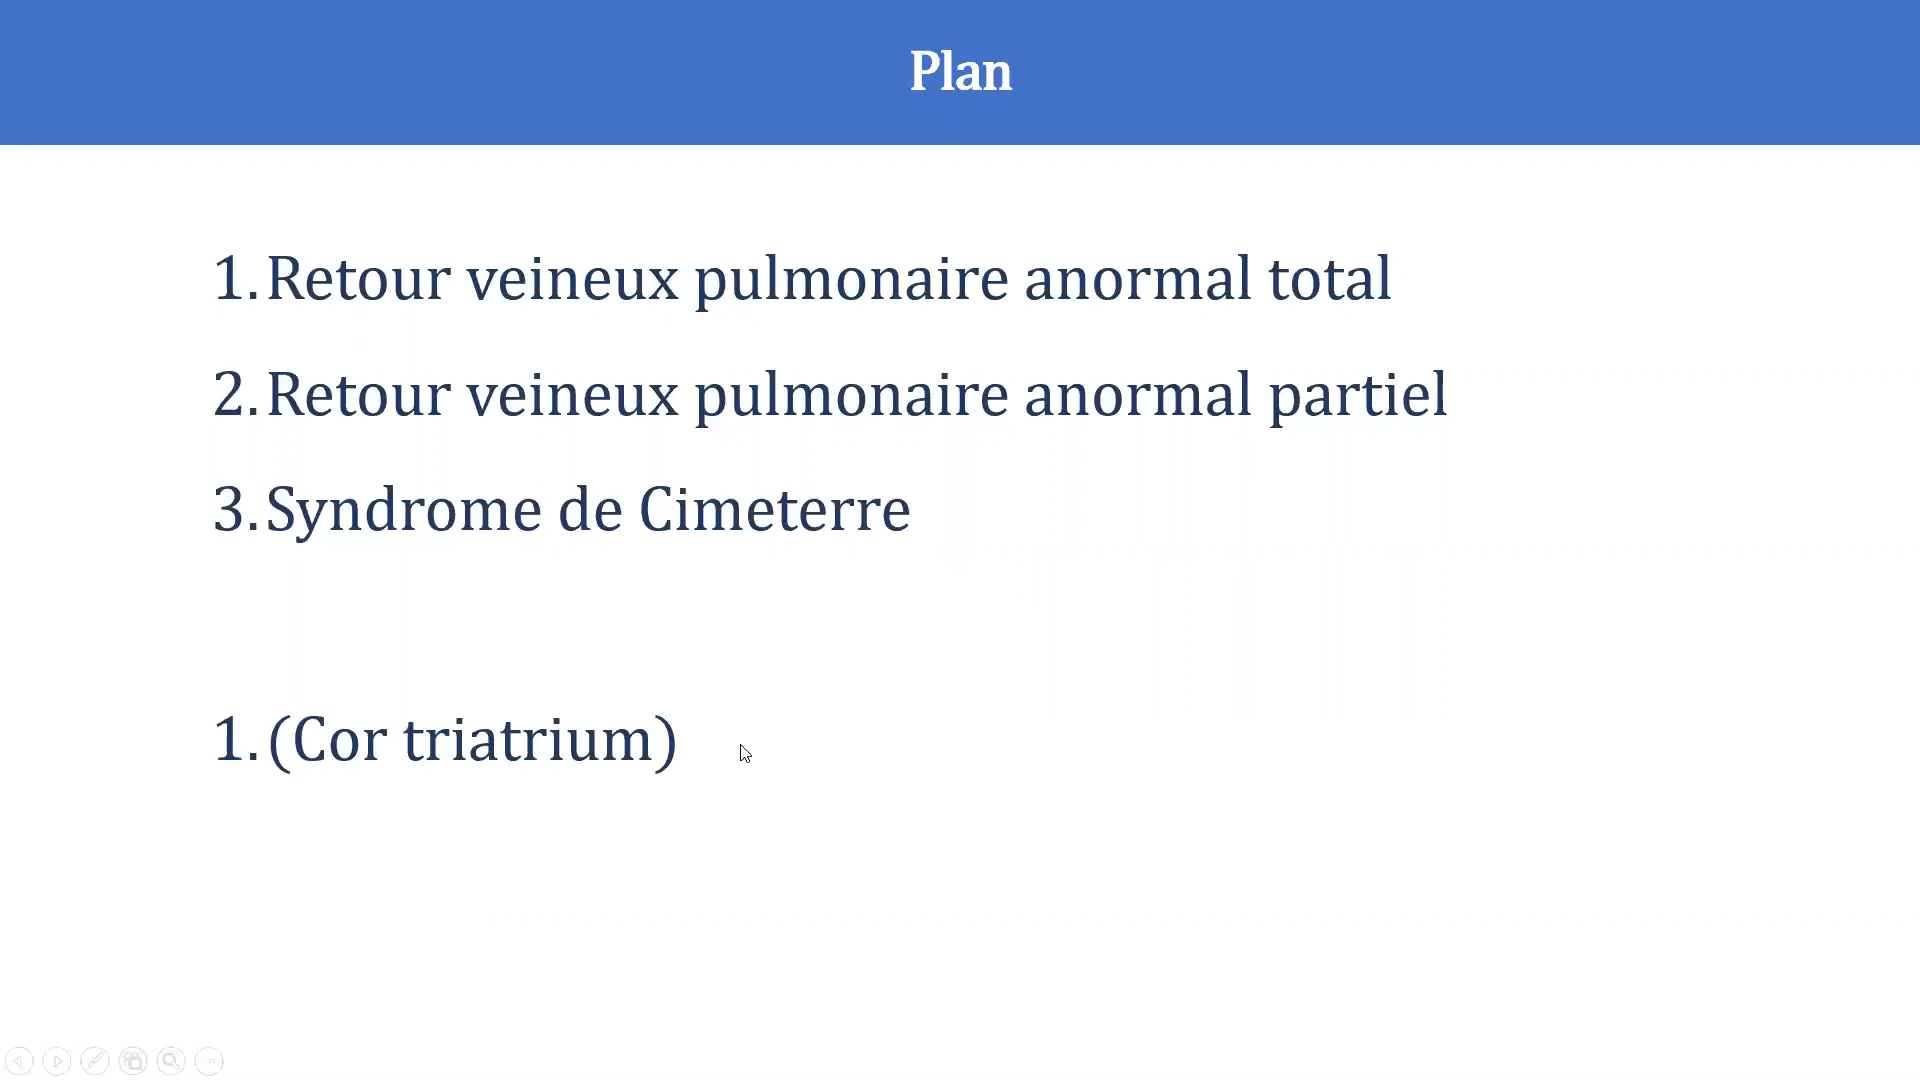 Plan
1. Retour veineux pulmonaire anormal total
2. Retour veineux pulmonaire anormal partiel
3. Syndrome de Cimeterre
1. (Cor triatrium)